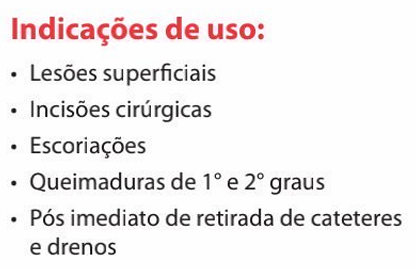 Indicações de uso:
• Lesões superficiais
• Incisões cirúrgicas
• Escoriações
• Queimaduras de 1° e 2° graus
• Pós imediato de retirada de cateteres
e drenos